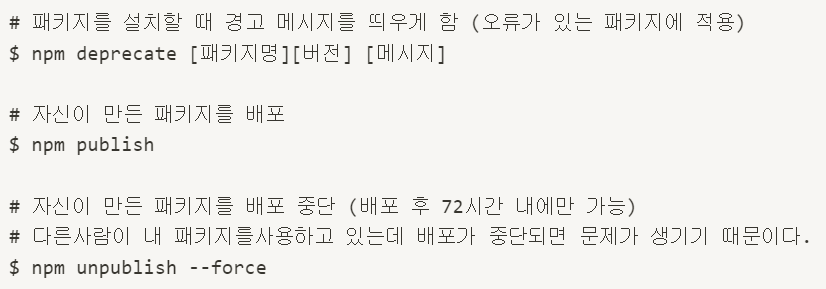 # 패키지를 설치할 때 경고 메시지를 띄우게 함 (오류가 있는 패키지에 적용)
$ npm deprecate [패키지명][버전] [메시지]
# 자신이 만든 패키지를 배포
$ npm publish
# 자신이 만든 패키지를 배포 중단 (배포 후 72시간 내에만 가능)
# 다른사람이 내 패키지를사용하고 있는데 배포가 중단되면 문제가 생기기 때문이다.
$ npm unpublish --force